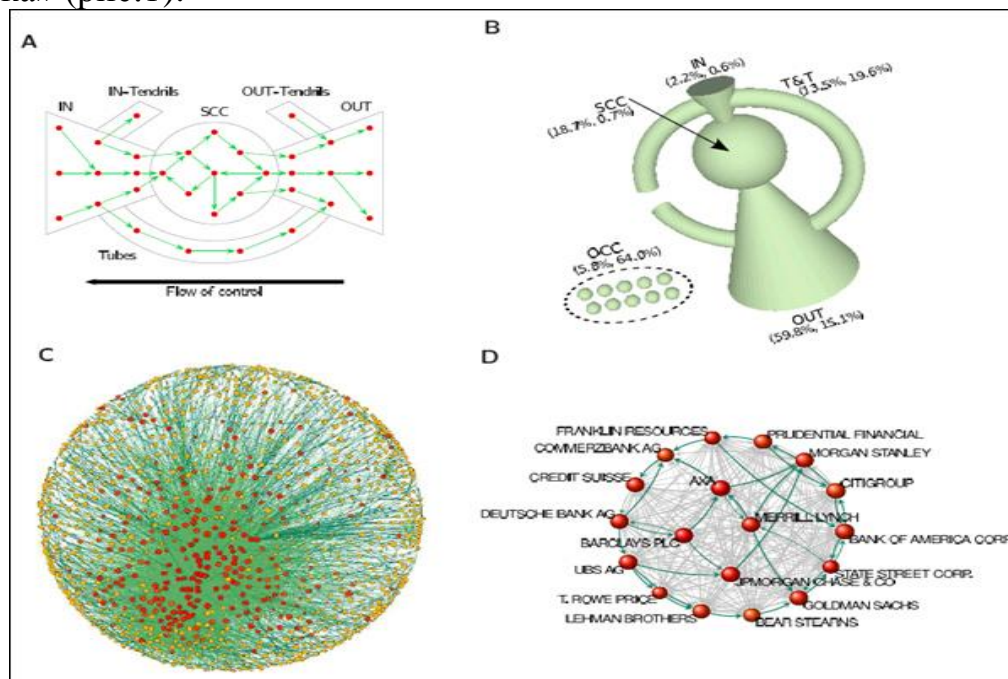 A
IN
IN-Tendrils
SCC
OUT-Tendrils
OUT
Tubes
Flow of control
B
IN
(2.2%, 0.6%)
T&T
(13.5%, 19.6%)
SCC
(18.7%, 0.7%)
OCC
(5.8%, 64.0%)
OUT
(59.8%, 15.1%)
C
D
FRANKLIN RESOURCES
PRUDENTIAL FINANCIAL
COMMERZBANK AG
MORGAN STANLEY
CREDIT SUISSE
AXA
CITIGROUP
DEUTSCHE BANK AG
MERRILL LYNCH
BANK OF AMERICA CORP
BARCLAYS PLC
UBS AG
STATE STREET CORP.
JPMORGAN CHASE & CO
T. ROWE PRICE
GOLDMAN SACHS
LEHMAN BROTHERS
BEAR STEARNS